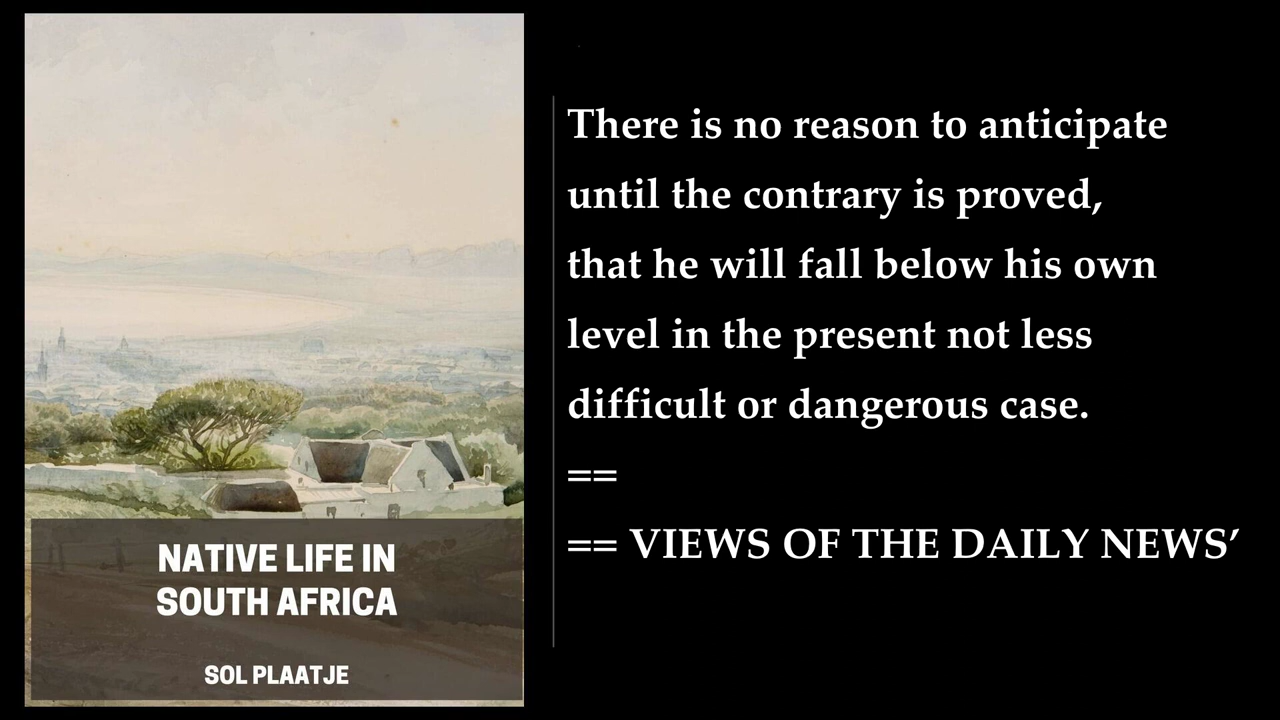 NATIVE LIFE IN
SOUTH AFRICA
SOL PLAATJE
There is no reason to anticipate
until the contrary is proved,
that he will fall below his own
level in the present not less
difficult or dangerous case.
==
== VIEWS OF THE DAILY NEWS’